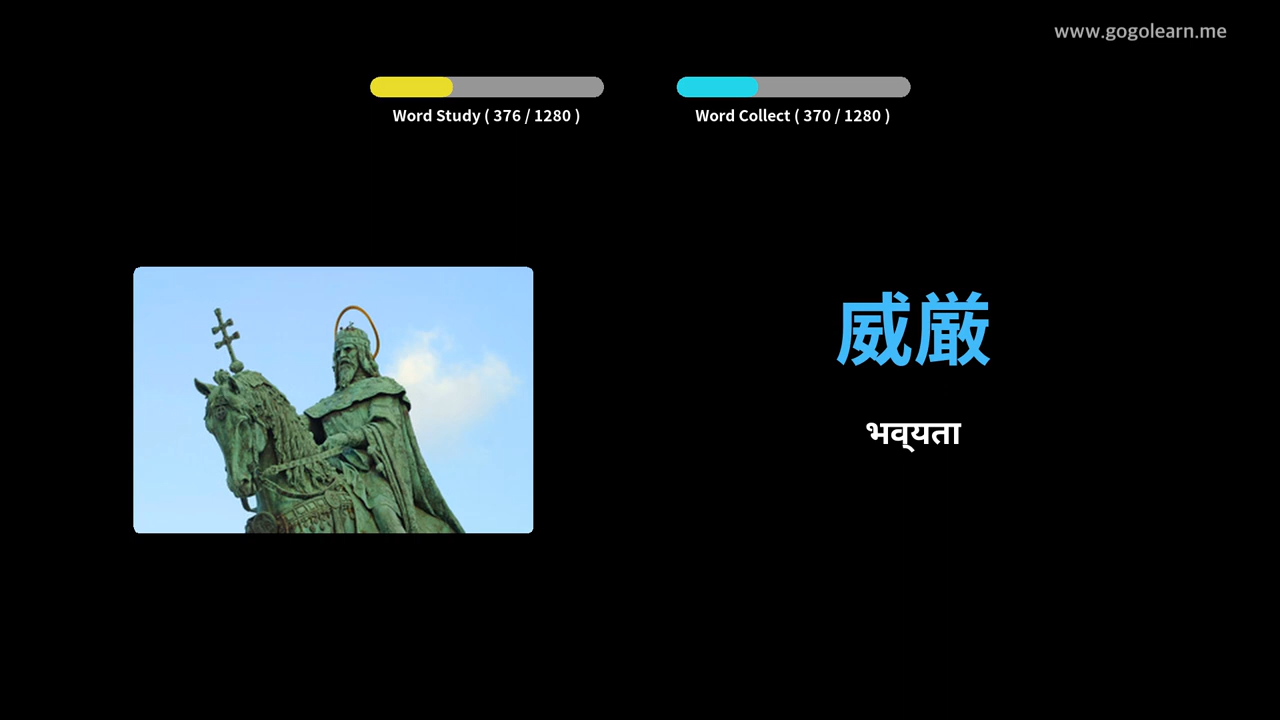 www.gogolearn.me
Word Study ( 376 / 1280 )
Word Collect ( 370 / 1280 )
威厳
भव्यता